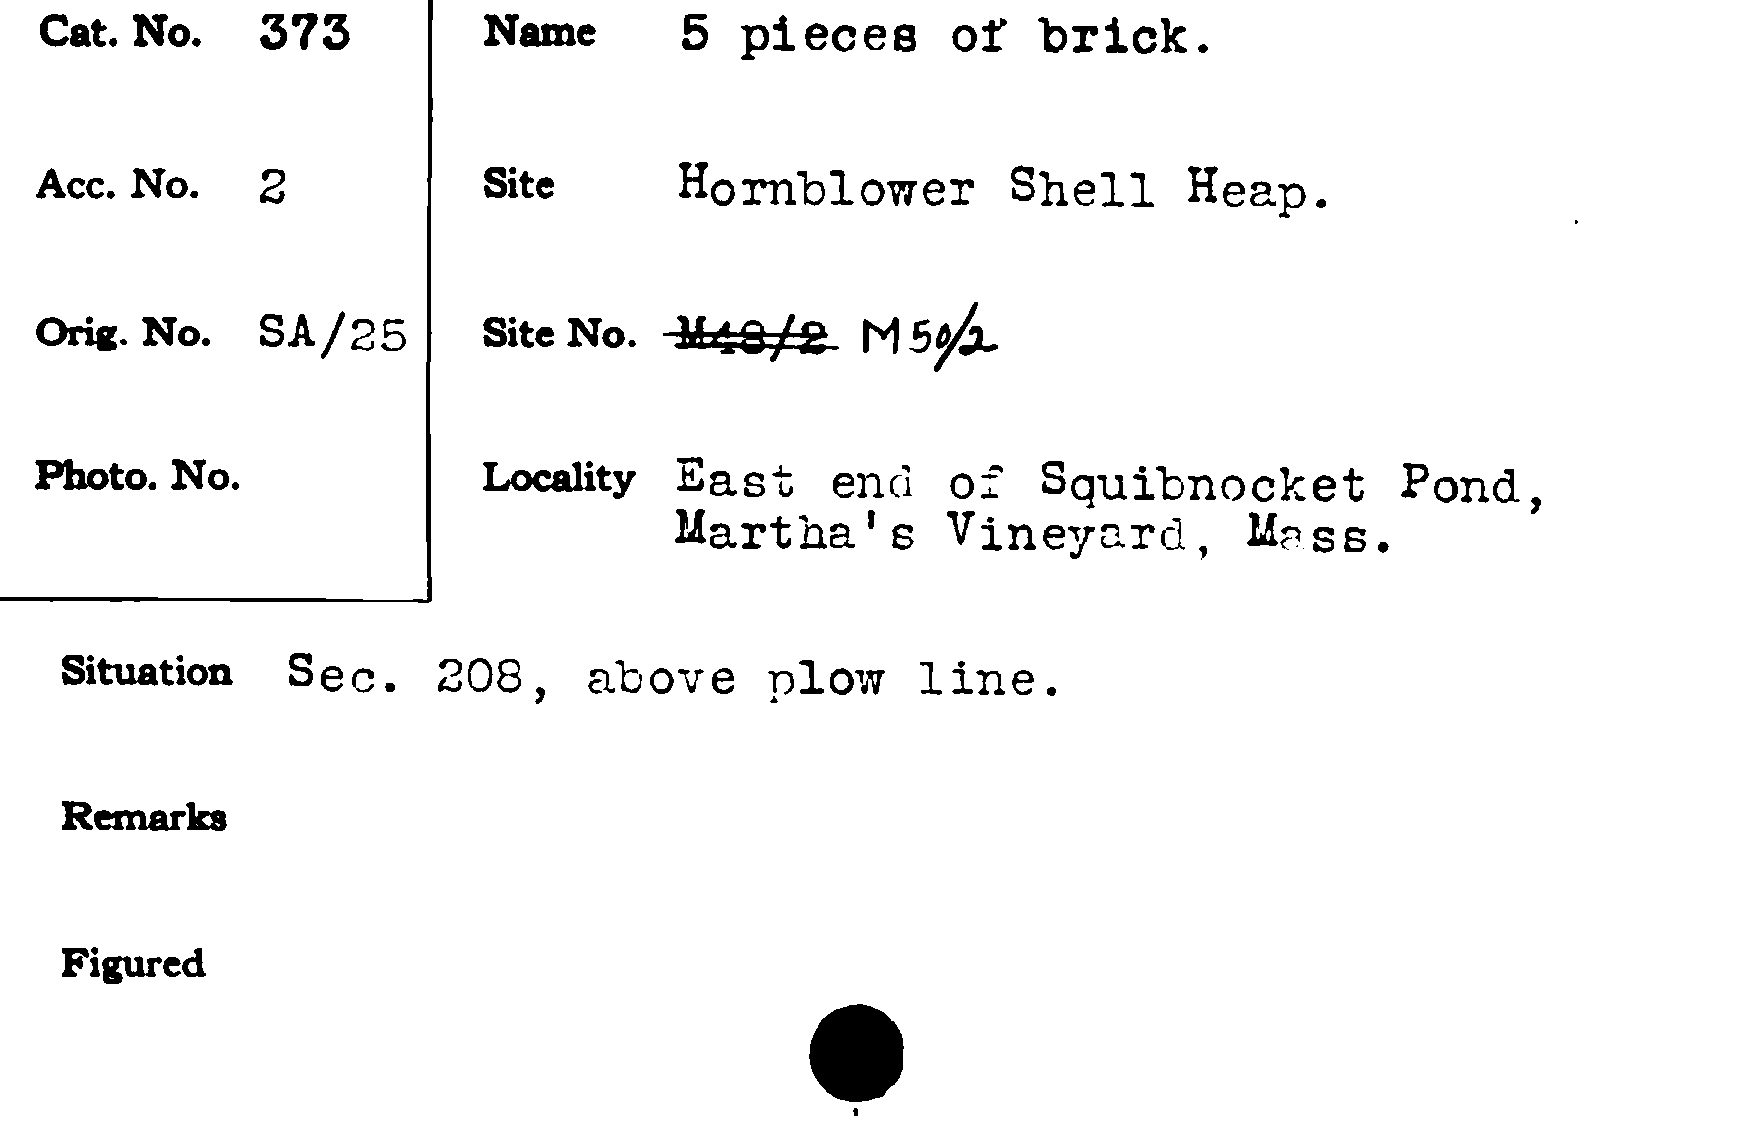 Cat. No. 373
Name 5 pieces of brick.
Acc. No. 2
Site Hornblower Shell Heap.
Orig. No. SA/25
Site No. M48/2 M50/2
Photo. No.
Locality East end of Squibnocket Pond,
Martha's Vineyard, Mass.
Situation Sec. 208, above plow line.
Remarks
Figured